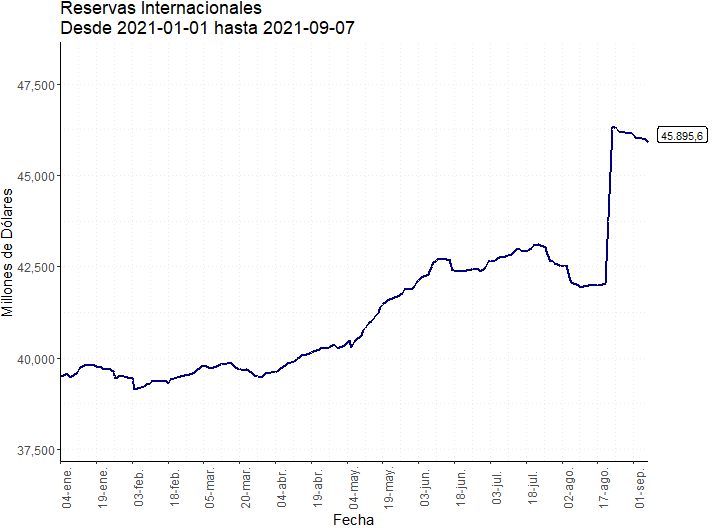 Reservas Internacionales
Desde 2021-01-01 hasta 2021-09-07
47,500
45,000
42,500
40,000
37,500
Millones de Dólares
45.895,6
04-ene.
19-ene.
03-feb.
18-feb.
05-mar.
20-mar.
04-abr.
19-abr.
04-may.
19-may.
03-jun.
18-jun.
03-jul.
18-jul.
02-ago.
17-ago.
01-sep.
Fecha